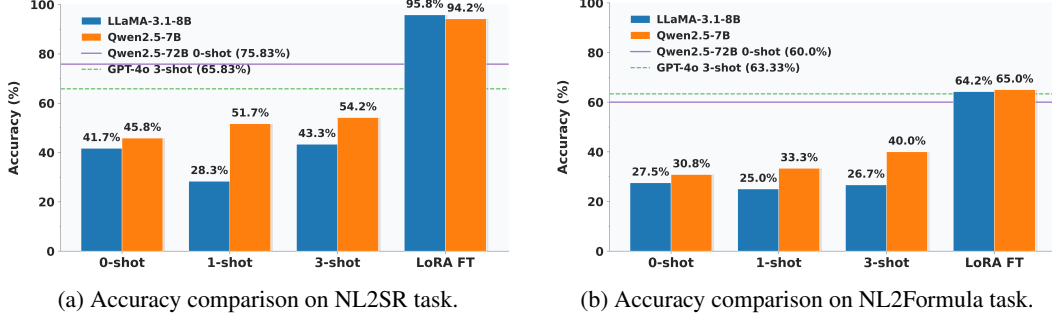 100
80
60
40
20
0
Accuracy (%)
LLaMA-3.1-8B
Qwen2.5-7B
Qwen2.5-72B 0-shot (75.83%)
GPT-4o 3-shot (65.83%)
41.7%
45.8%
28.3%
51.7%
43.3%
54.2%
95.8%
94.2%
0-shot
1-shot
3-shot
LoRA FT
(a) Accuracy comparison on NL2SR task.
100
80
60
40
20
0
Accuracy (%)
LLaMA-3.1-8B
Qwen2.5-7B
Qwen2.5-72B 0-shot (60.0%)
GPT-4o 3-shot (63.33%)
27.5%
30.8%
25.0%
33.3%
26.7%
40.0%
64.2%
65.0%
0-shot
1-shot
3-shot
LoRA FT
(b) Accuracy comparison on NL2Formula task.